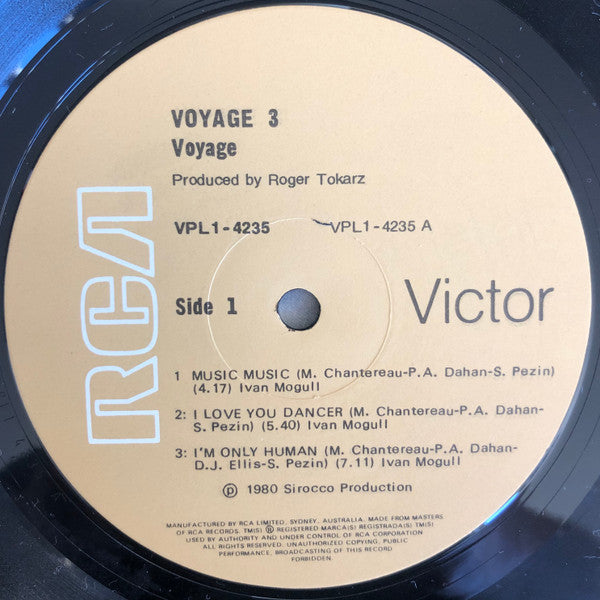 VOYAGE 3
Voyage
Produced by Roger Tokarz
VPL1-4235 VPL1-4235 A
RCA
Side 1
Victor
1 MUSIC MUSIC (M. Chantereau-P.A. Dahan-S. Pezin)
(4.17) Ivan Mogull
2: I LOVE YOU DANCER (M. Chantereau-P.A. Dahan-
S. Pezin) (5.40) Ivan Mogull
3: I'M ONLY HUMAN (M. Chantereau-P.A. Dahan-
D.J. Ellis-S. Pezin) (7.11) Ivan Mogull
℗ 1980 Sirocco Production
MANUFACTURED BY RCA LIMITED, SYDNEY, AUSTRALIA, MADE FROM MASTERS
OF RCA RECORDS. TM(S) ® REGISTERED-MARCA(S) REGISTRADA(S) TM(S)
USED BY AUTHORITY AND UNDER CONTROL OF RCA CORPORATION
ALL RIGHTS RESERVED. UNAUTHORIZED COPYING, PUBLIC
PERFORMANCE, BROADCASTING OF THIS RECORD
FORBIDDEN.